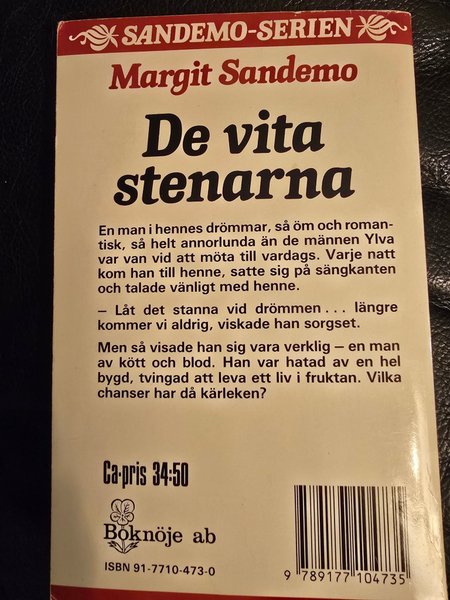 SANDEMO-SERIEN
Margit Sandemo
De vita
stenarna
En man i hennes drömmar, så öm och roman-
tisk, så helt annorlunda än de männen Ylva
var van vid att möta till vardags. Varje natt
kom han till henne, satte sig på sängkanten
och talade vänligt med henne.
– Låt det stanna vid drömmen . . . längre
kommer vi aldrig, viskade han sorgset.
Men så visade han sig vara verklig – en man
av kött och blod. Han var hatad av en hel
bygd, tvingad att leva ett liv i fruktan. Vilka
chanser har då kärleken?
Ca-pris 34:50
Boknöje ab
ISBN 91-7710-473-0
9 789177 104735